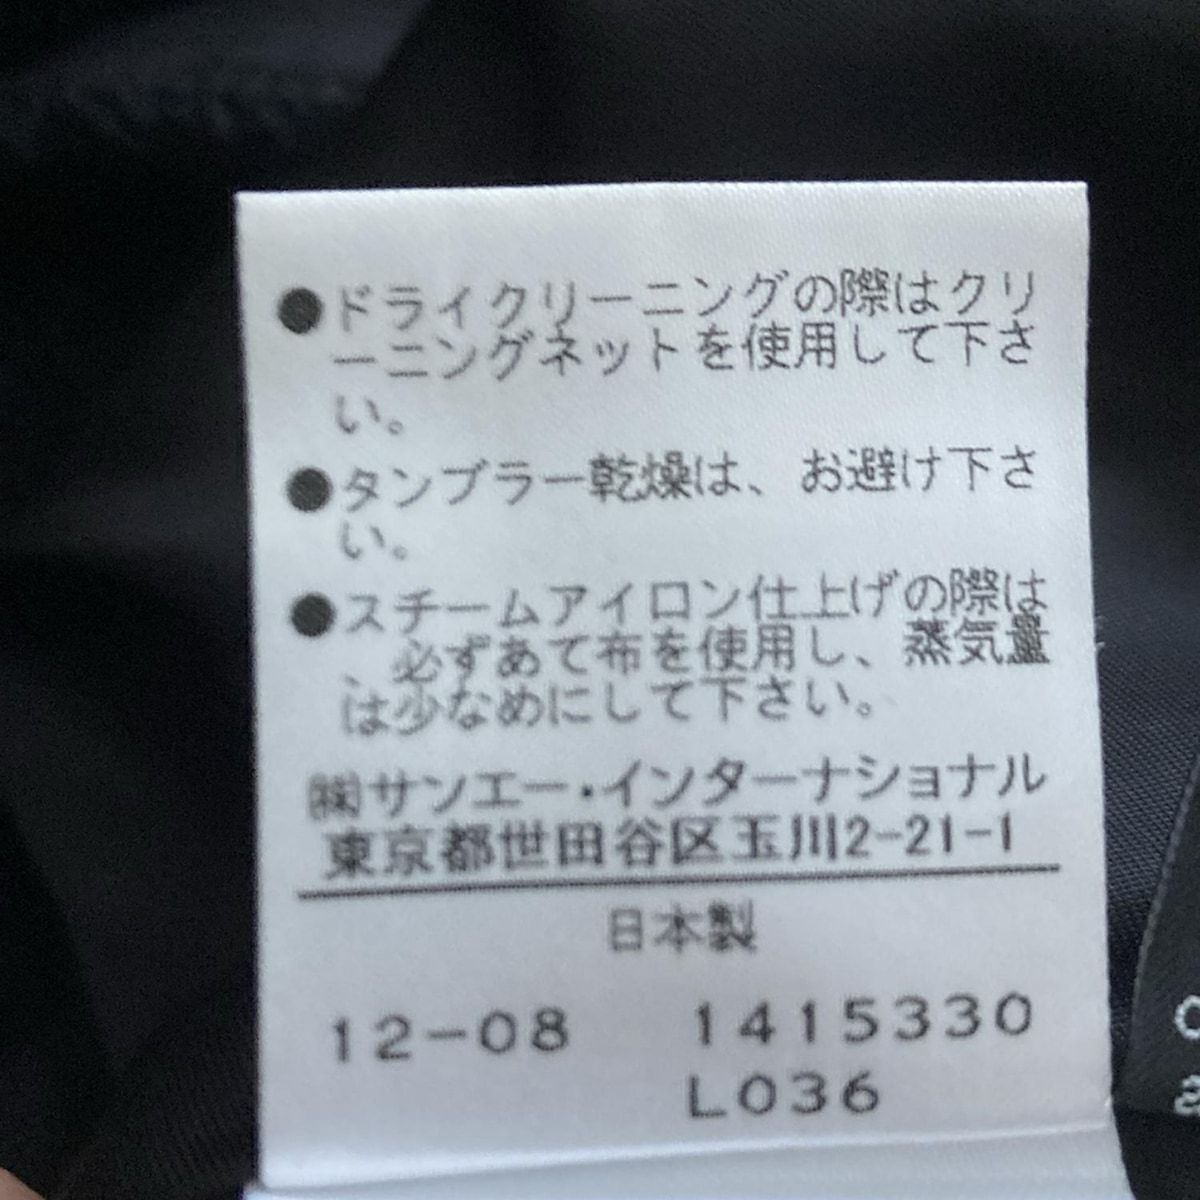 ●ドライクリーニングの際はクリ
ーニングネットを使用して下さ
い。
●タンブラー乾燥は、お避け下さ
い。
●スチームアイロン仕上げの際は
、必ずあて布を使用し、蒸気量
は少なめにして下さい。
㈱サンエー・インターナショナル
東京都世田谷区玉川2-21-1
日本製
12-08 1415330
L036